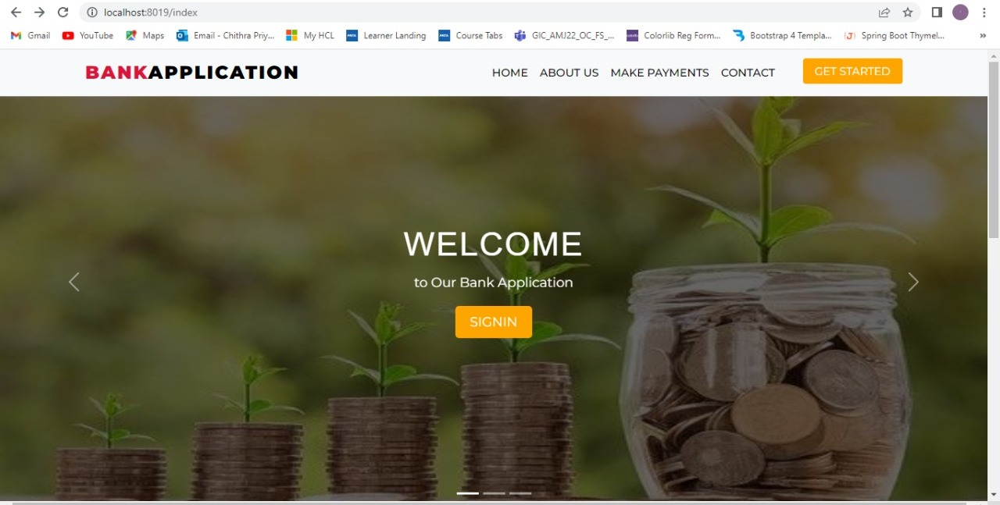 localhost:8019/index
Gmail YouTube Maps Email - Chithra Priy... My HCL Learner Landing Course Tabs GIC_AMJ22_OC_FS_... Colorlib Reg Form... Bootstrap 4 Templa... Spring Boot Thymel... »
BANKAPPLICATION HOME ABOUT US MAKE PAYMENTS CONTACT GET STARTED
WELCOME
to Our Bank Application
SIGNIN